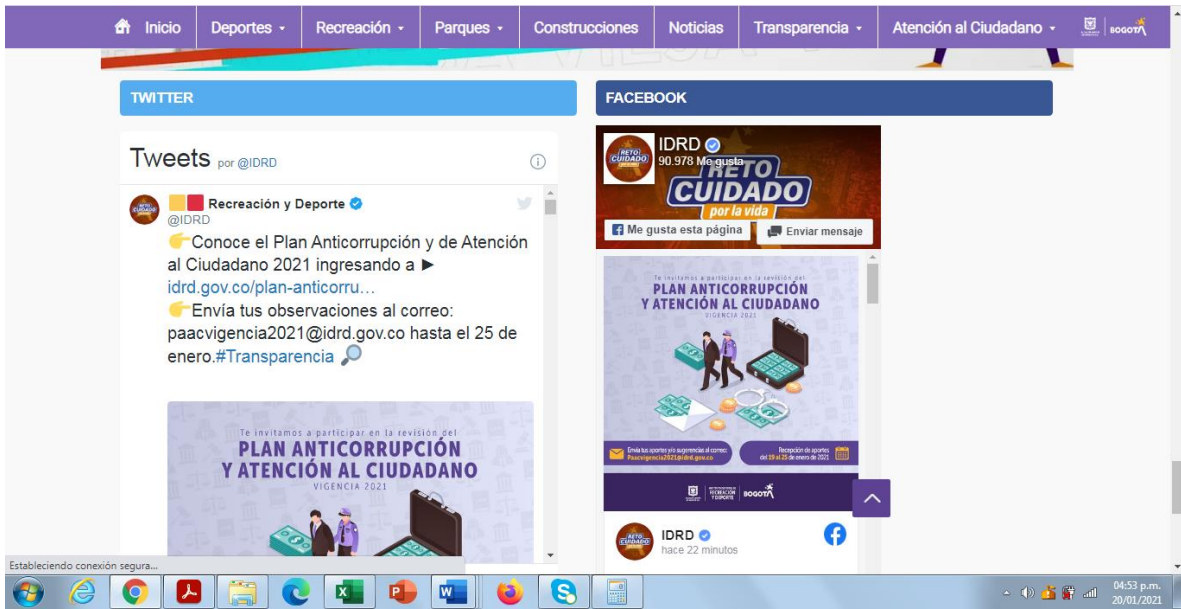 Inicio Deportes Recreación Parques Construcciones Noticias Transparencia Atención al Ciudadano BOGOTÁ
TWITTER
Tweets por @IDRD
Recreación y Deporte
@IDRD
Conoce el Plan Anticorrupción y de Atención
al Ciudadano 2021 ingresando a ►
idrd.gov.co/plan-anticorru…
Envía tus observaciones al correo:
paacvigencia2021@idrd.gov.co hasta el 25 de
enero.#Transparencia
Te invitamos a participar en la revisión del
PLAN ANTICORRUPCIÓN
Y ATENCIÓN AL CIUDADANO
VIGENCIA 2021
FACEBOOK
IDRD
90.978 Me gusta
RETO
CUIDADO
por la vida
Me gusta esta página Enviar mensaje
Te invitamos a participar en la revisión del
PLAN ANTICORRUPCIÓN
Y ATENCIÓN AL CIUDADANO
VIGENCIA 2021
Envía tus aportes y/o sugerencias al correo:
Paacvigencia2021@idrd.gov.co
Recepción de aportes
del 19 al 25 de enero de 2021
BOGOTÁ
IDRD
hace 22 minutos
Estableciendo conexión segura...
04:53 p.m.
20/01/2021